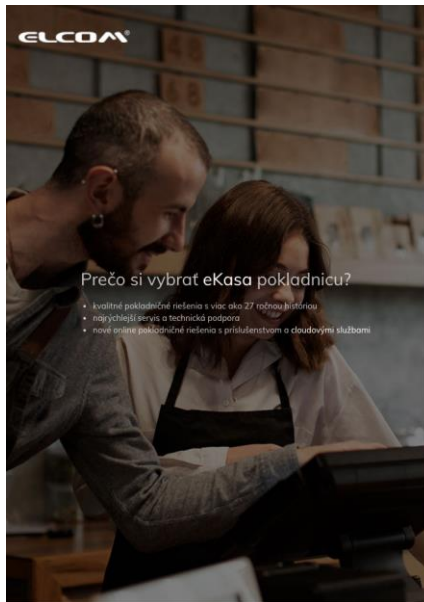 ELCOM
Prečo si vybrať eKasa pokladnicu?
• kvalitné pokladničné riešenia s viac ako 27 ročnou históriou
• najrýchlejší servis a technická podpora
• nové online pokladničné riešenia s príslušenstvom a cloudovými službami